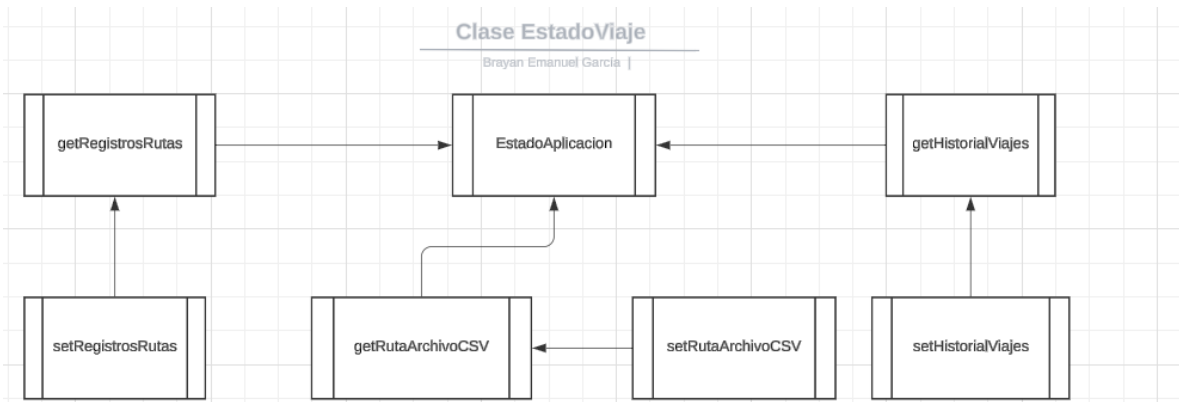 Clase EstadoViaje
Brayan Emanuel García |
getRegistrosRutas
EstadoAplicacion
getHistorialViajes
setRegistrosRutas
getRutaArchivoCSV
setRutaArchivoCSV
setHistorialViajes